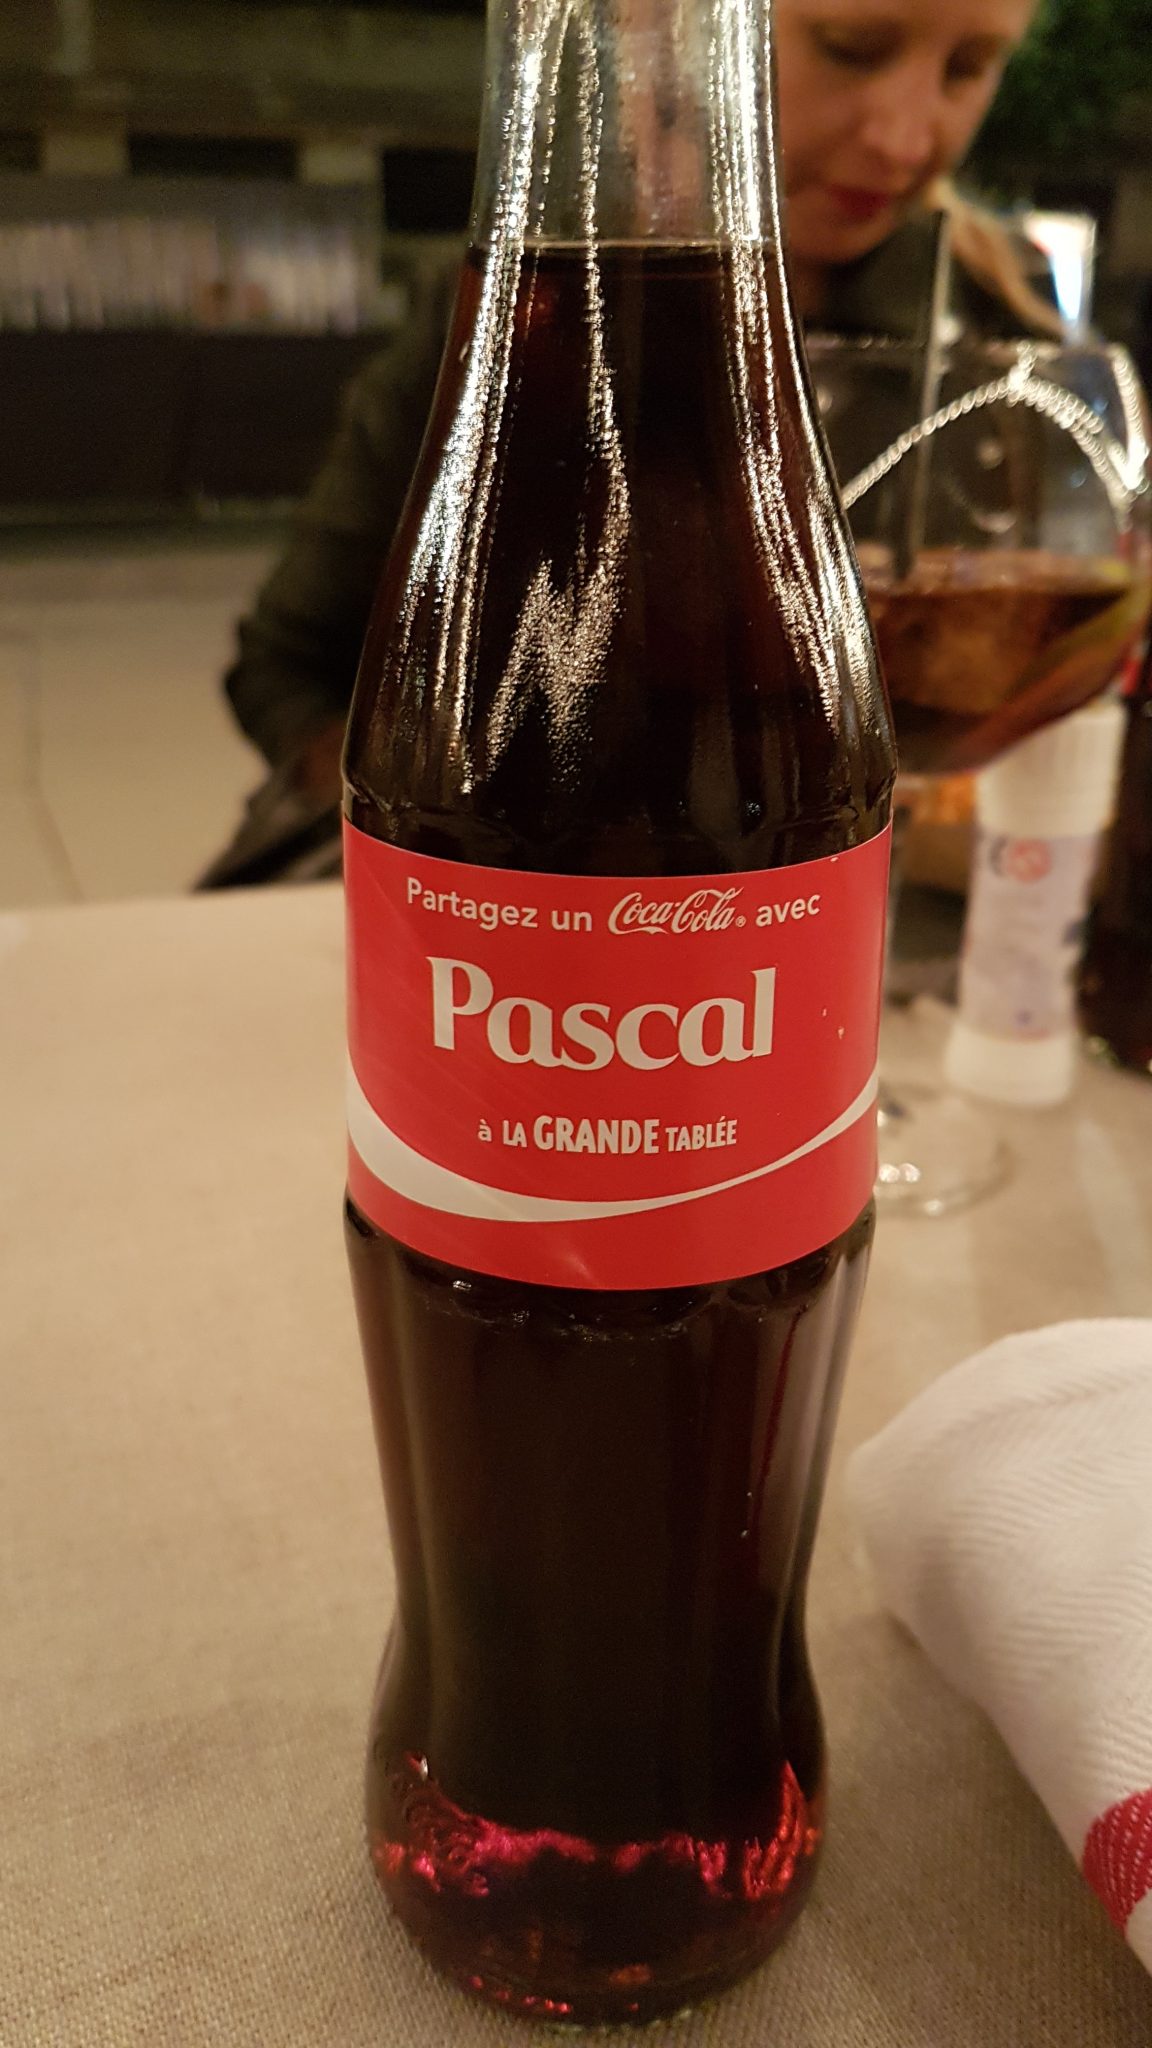 Partagez un Coca-Cola® avec
Pascal
à LA GRANDE TABLÉE